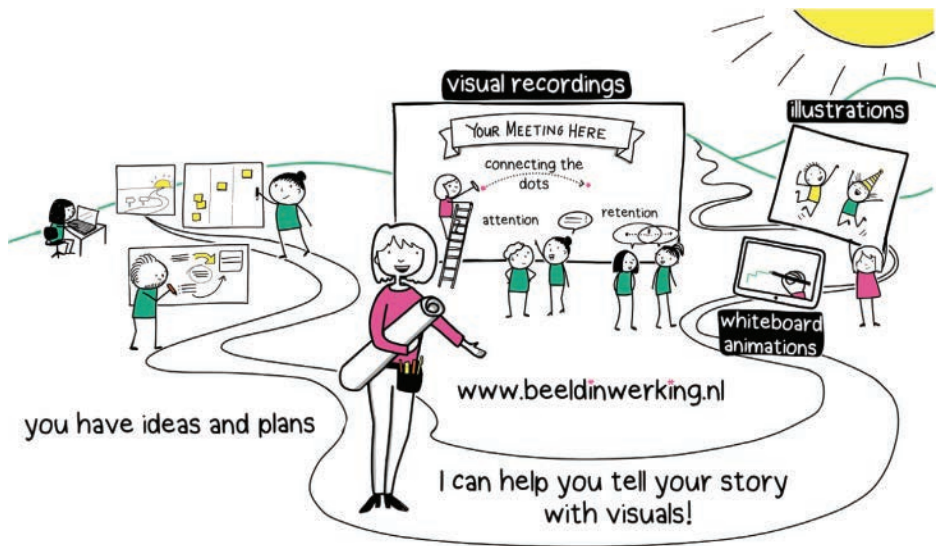 visual recordings
illustrations
YOUR MEETING HERE
connecting the
dots
attention
retention
whiteboard
animations
www.beeldinwerking.nl
you have ideas and plans
I can help you tell your story
with visuals!